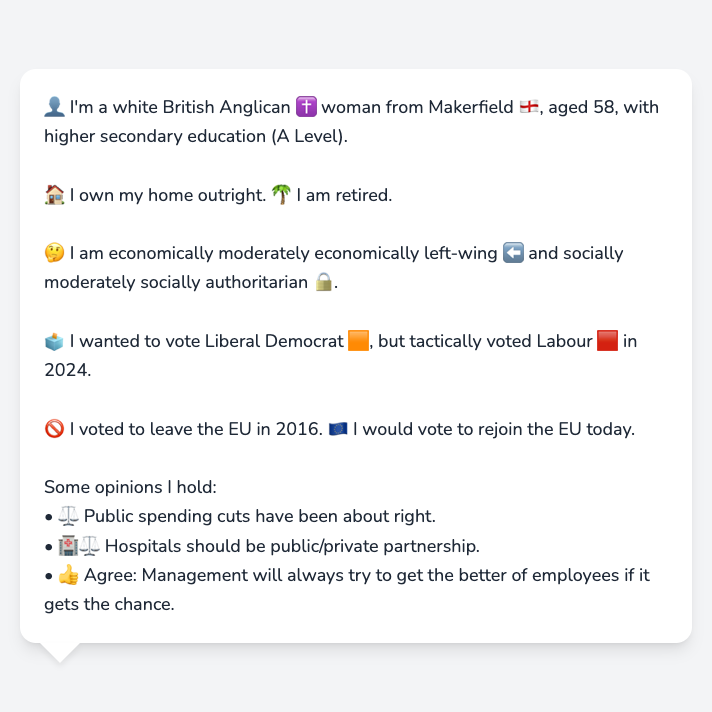 👤 I'm a white British Anglican ✝️ woman from Makerfield 🏴󠁧󠁢󠁥󠁮󠁧󠁿, aged 58, with
higher secondary education (A Level).
🏠 I own my home outright. 🌴 I am retired.
🤔 I am economically moderately economically left-wing ⬅️ and socially
moderately socially authoritarian 🔒.
🗳️ I wanted to vote Liberal Democrat 🟧, but tactically voted Labour 🟥 in
2024.
🚫 I voted to leave the EU in 2016. 🇪🇺 I would vote to rejoin the EU today.
Some opinions I hold:
• ⚖️ Public spending cuts have been about right.
• 🏥⚖️ Hospitals should be public/private partnership.
• 👍 Agree: Management will always try to get the better of employees if it
gets the chance.